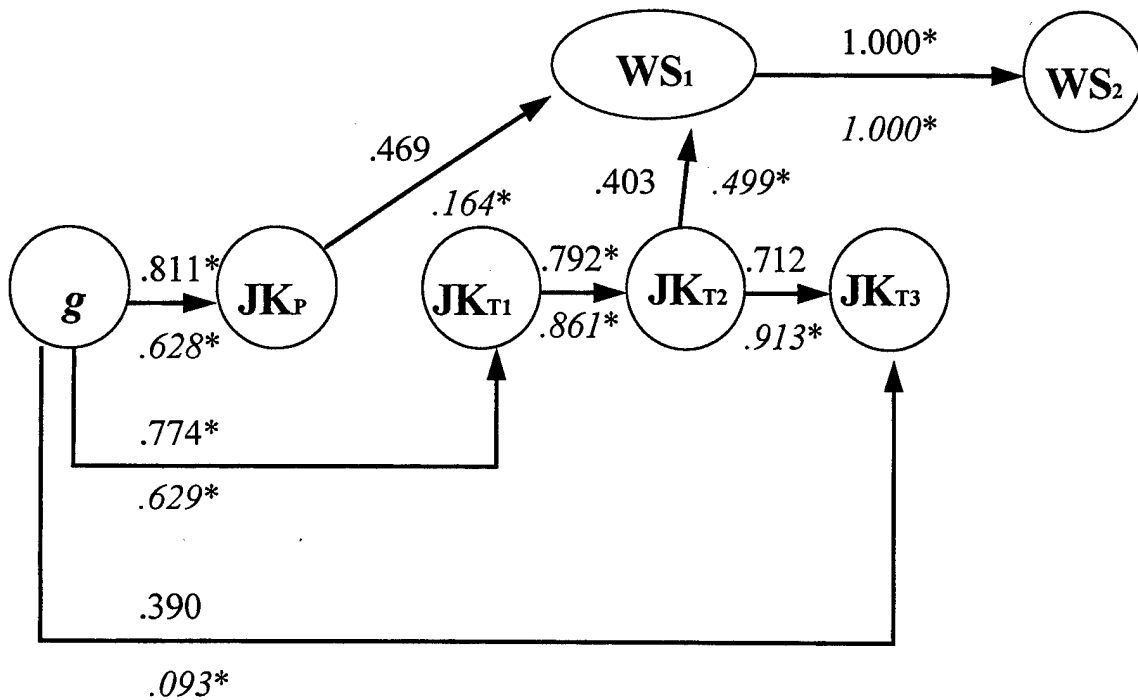 WS1 1.000* WS2
1.000*
.469 .403 .499*
.164*
g .811* JKP JKT1 .792* JKT2 .712 JKT3
.628* .861* .913*
.774*
.629*
.390
.093*